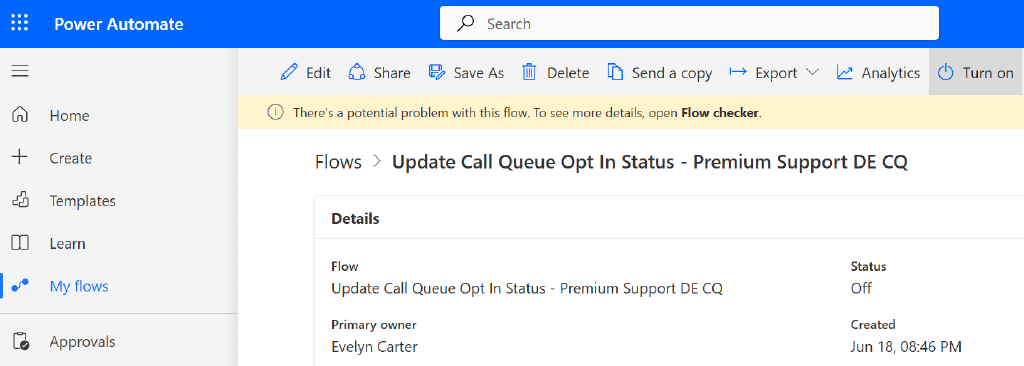 Power Automate
Search
Edit Share Save As Delete Send a copy Export Analytics Turn on
There's a potential problem with this flow. To see more details, open Flow checker.
Home
Create
Templates
Learn
My flows
Approvals
Flows > Update Call Queue Opt In Status - Premium Support DE CQ
Details
Flow
Update Call Queue Opt In Status - Premium Support DE CQ
Status
Off
Primary owner
Evelyn Carter
Created
Jun 18, 08:46 PM